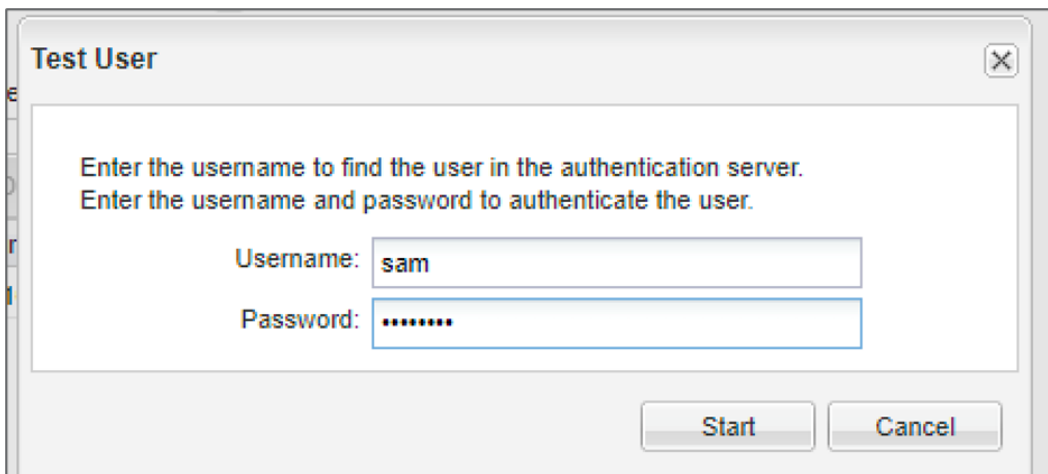 Test User
Enter the username to find the user in the authentication server.
Enter the username and password to authenticate the user.
Username: sam
Password: ••••••••
Start Cancel